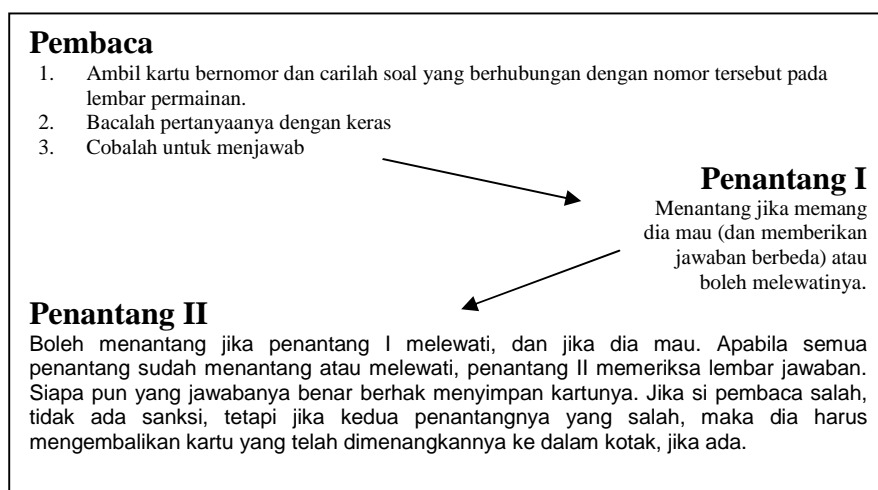 Pembaca
1. Ambil kartu bernomor dan carilah soal yang berhubungan dengan nomor tersebut pada
lembar permainan.
2. Bacalah pertanyaanya dengan keras
3. Cobalah untuk menjawab
Penantang I
Menantang jika memang
dia mau (dan memberikan
jawaban berbeda) atau
boleh melewatinya.
Penantang II
Boleh menantang jika penantang I melewati, dan jika dia mau. Apabila semua
penantang sudah menantang atau melewati, penantang II memeriksa lembar jawaban.
Siapa pun yang jawabanya benar berhak menyimpan kartunya. Jika si pembaca salah,
tidak ada sanksi, tetapi jika kedua penantangnya yang salah, maka dia harus
mengembalikan kartu yang telah dimenangkannya ke dalam kotak, jika ada.